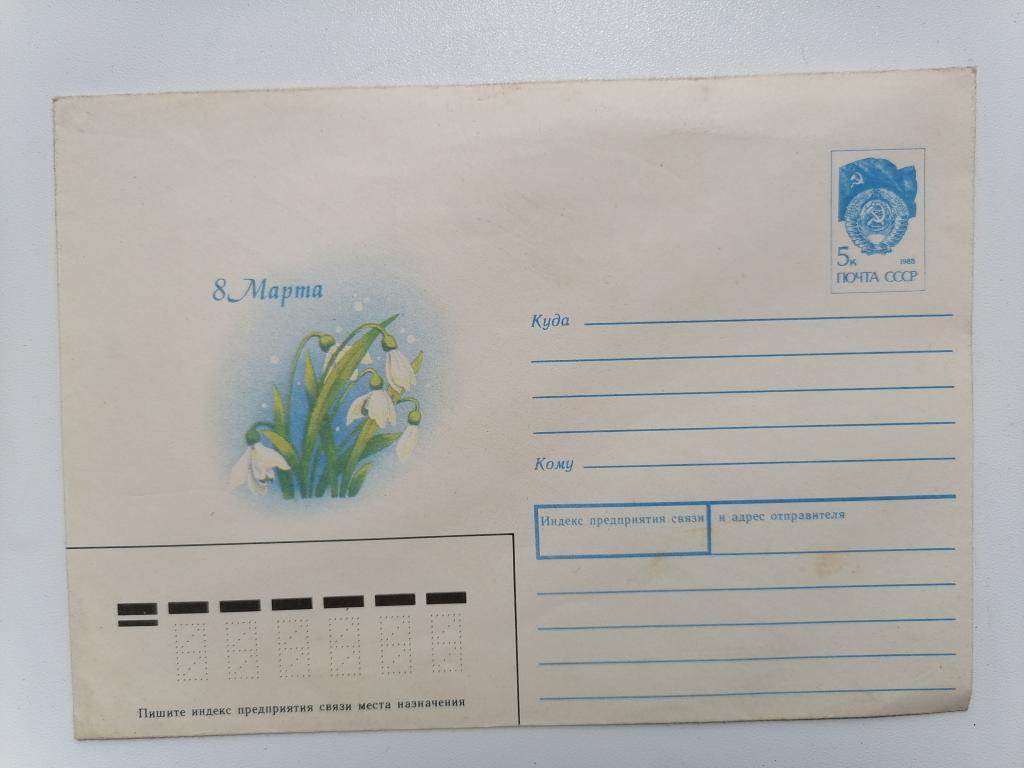 5к 1988
ПОЧТА СССР
8 Марта
Куда
Кому
Индекс предприятия связи и адрес отправителя
Пишите индекс предприятия связи места назначения